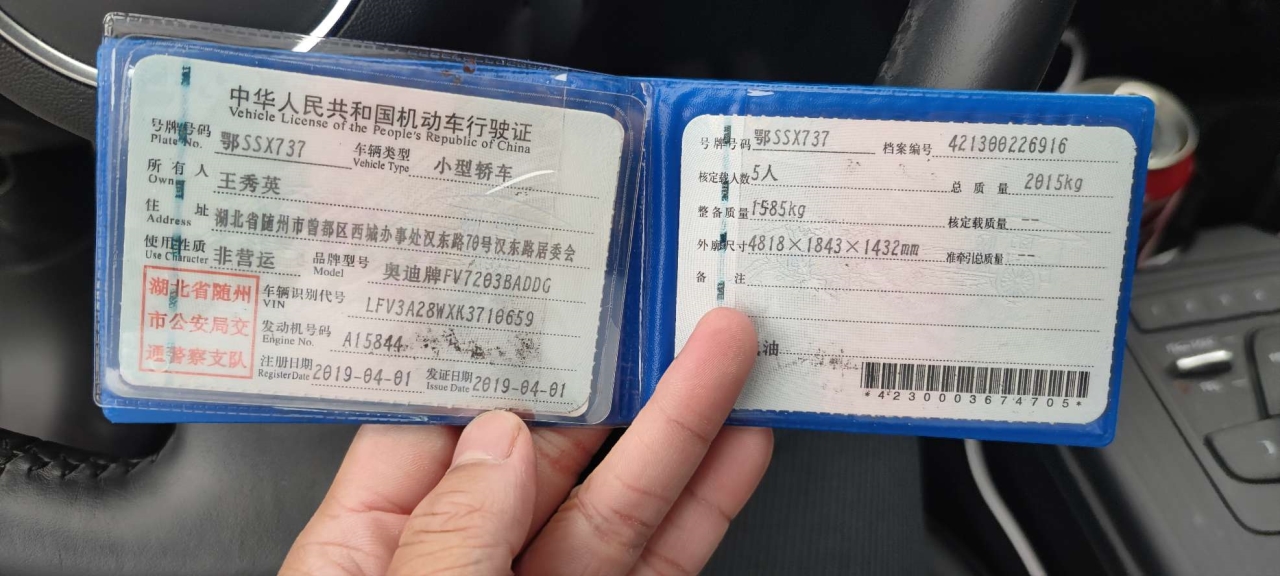 中华人民共和国机动车行驶证
Vehicle License of the People's Republic of China
号牌号码 鄂SSX737 车辆类型 小型轿车
Plate No. Vehicle Type
所有人 王秀英
Owner
住址 湖北省随州市曾都区西城办事处汉东路70号汉东路居委会
Address
使用性质 非营运 品牌型号 奥迪牌FV7203BADDG
Use Character Model
湖北省随州
市公安局交
通警察支队
车辆识别代号 LFV3A28WXK3710659
VIN
发动机号码 A15844
Engine No.
注册日期 2019-04-01 发证日期 2019-04-01
Register Date Issue Date
号牌号码 鄂SSX737 档案编号 421300226916
核定载人数 5人 总质量 2015kg
整备质量 1585kg 核定载质量 --
外廓尺寸 4818×1843×1432mm 准牵引总质量 --
备注
油
*4230003674705*